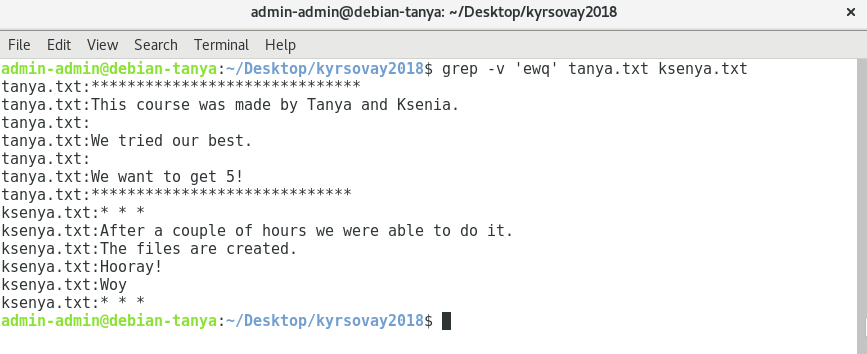 admin-admin@debian-tanya: ~/Desktop/kyrsovay2018
×
File Edit View Search Terminal Help
admin-admin@debian-tanya:~/Desktop/kyrsovay2018$ grep -v 'ewq' tanya.txt ksenya.txt
tanya.txt:******************************
tanya.txt:This course was made by Tanya and Ksenia.
tanya.txt:
tanya.txt:We tried our best.
tanya.txt:
tanya.txt:We want to get 5!
tanya.txt:*****************************
ksenya.txt:* * *
ksenya.txt:After a couple of hours we were able to do it.
ksenya.txt:The files are created.
ksenya.txt:Hooray!
ksenya.txt:Woy
ksenya.txt:* * *
admin-admin@debian-tanya:~/Desktop/kyrsovay2018$